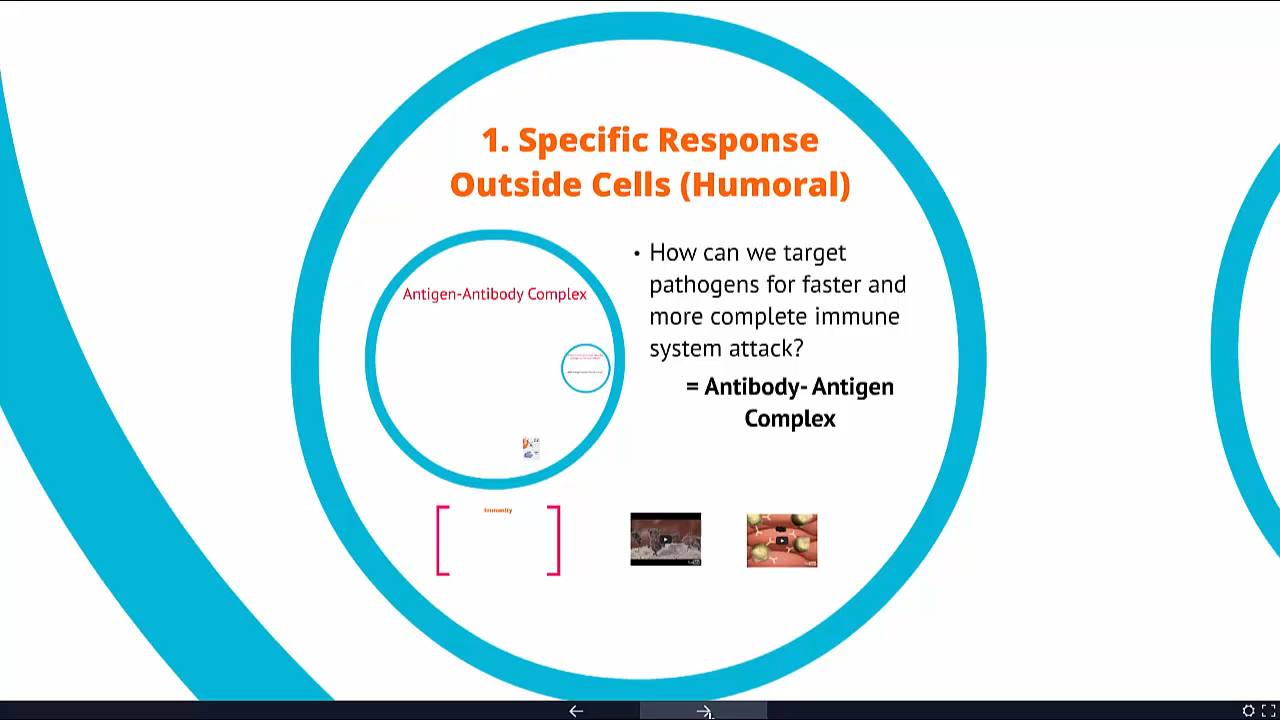 1. Specific Response
Outside Cells (Humoral)
Antigen-Antibody Complex
• How can we target
pathogens for faster and
more complete immune
system attack?
= Antibody- Antigen
Complex
Immunity